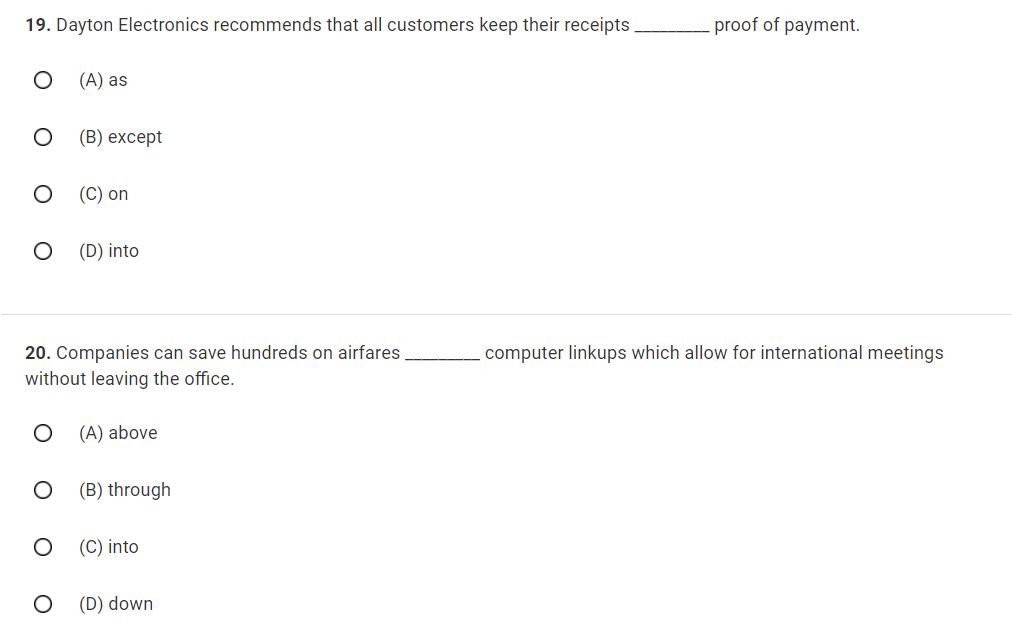 19. Dayton Electronics recommends that all customers keep their receipts _________ proof of payment.
(A) as
(B) except
(C) on
(D) into
20. Companies can save hundreds on airfares _________ computer linkups which allow for international meetings
without leaving the office.
(A) above
(B) through
(C) into
(D) down